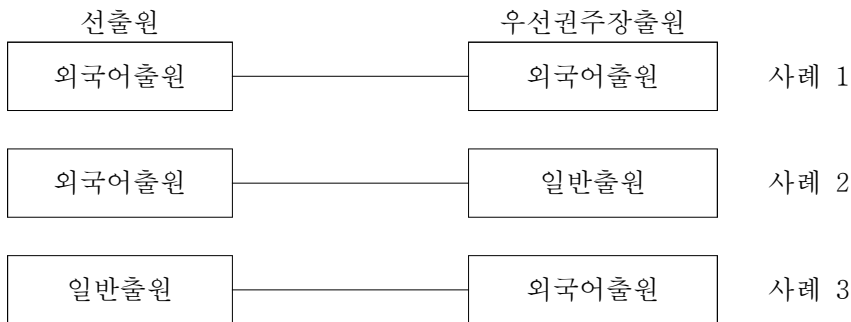 선출원 우선권주장출원
외국어출원 외국어출원 사례 1
외국어출원 일반출원 사례 2
일반출원 외국어출원 사례 3